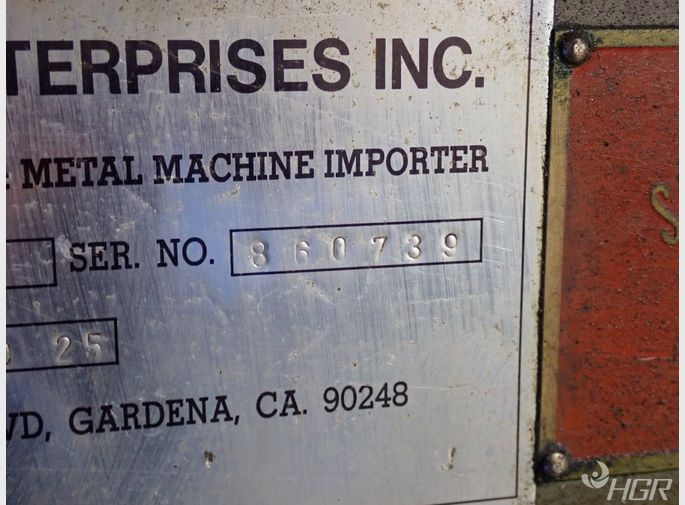 TERPRISES INC.
METAL MACHINE IMPORTER
SER. NO. 860739
25
VD, GARDENA, CA. 90248
S
HGR